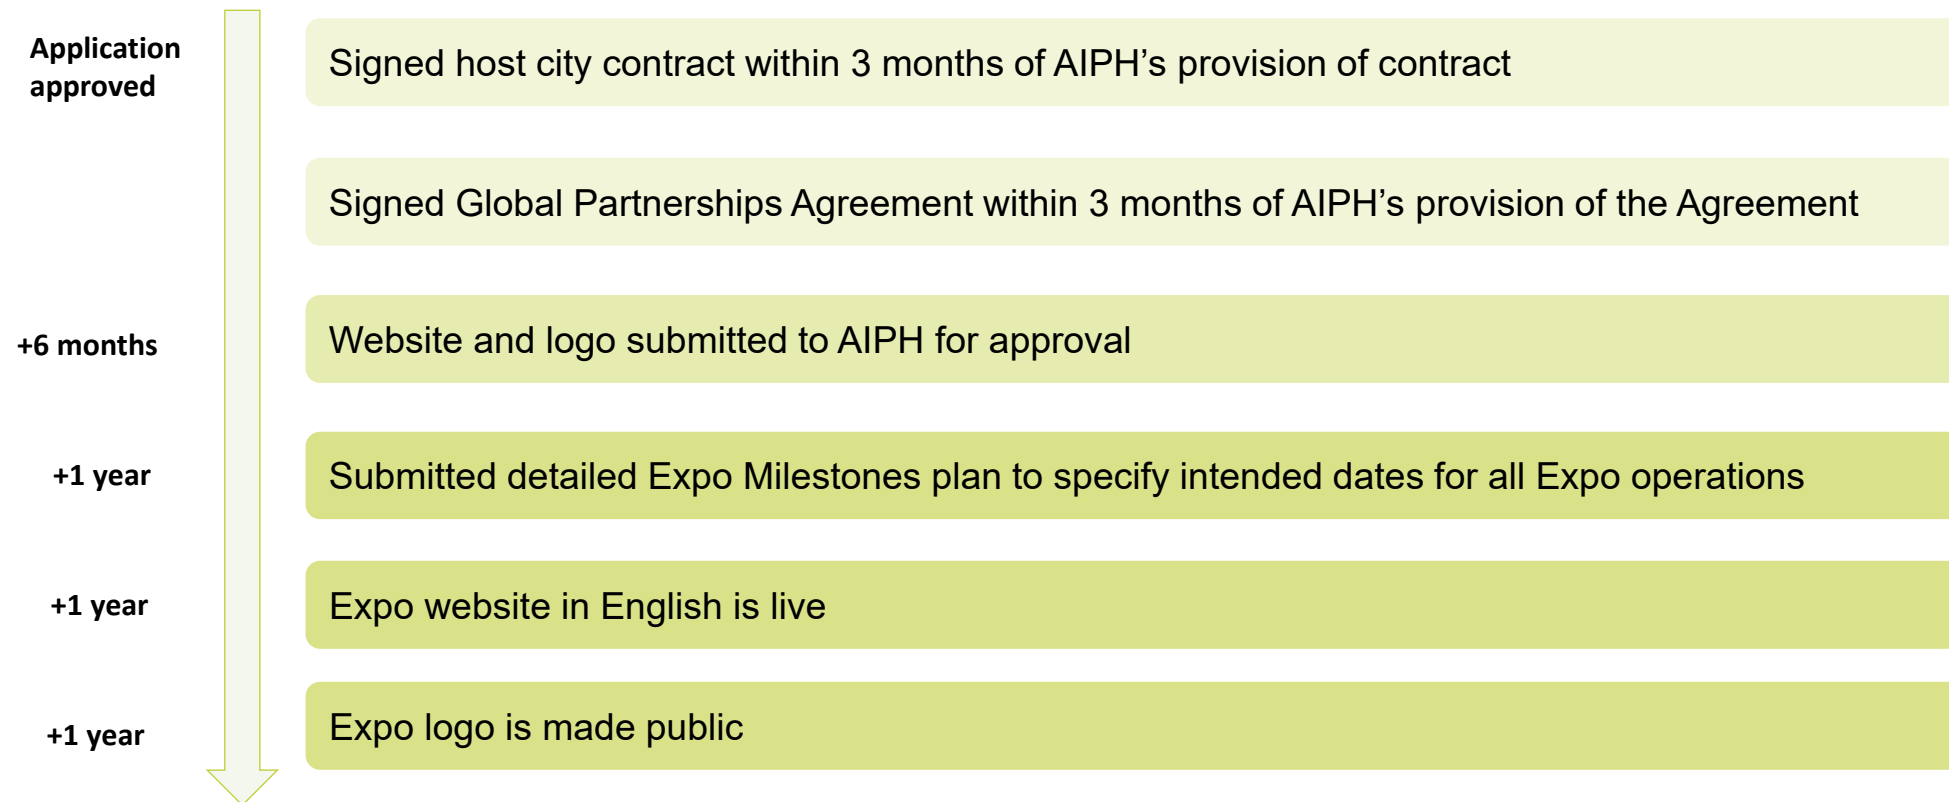 Application
approved
Signed host city contract within 3 months of AIPH’s provision of contract
Signed Global Partnerships Agreement within 3 months of AIPH’s provision of the Agreement
+6 months
Website and logo submitted to AIPH for approval
+1 year
Submitted detailed Expo Milestones plan to specify intended dates for all Expo operations
+1 year
Expo website in English is live
+1 year
Expo logo is made public